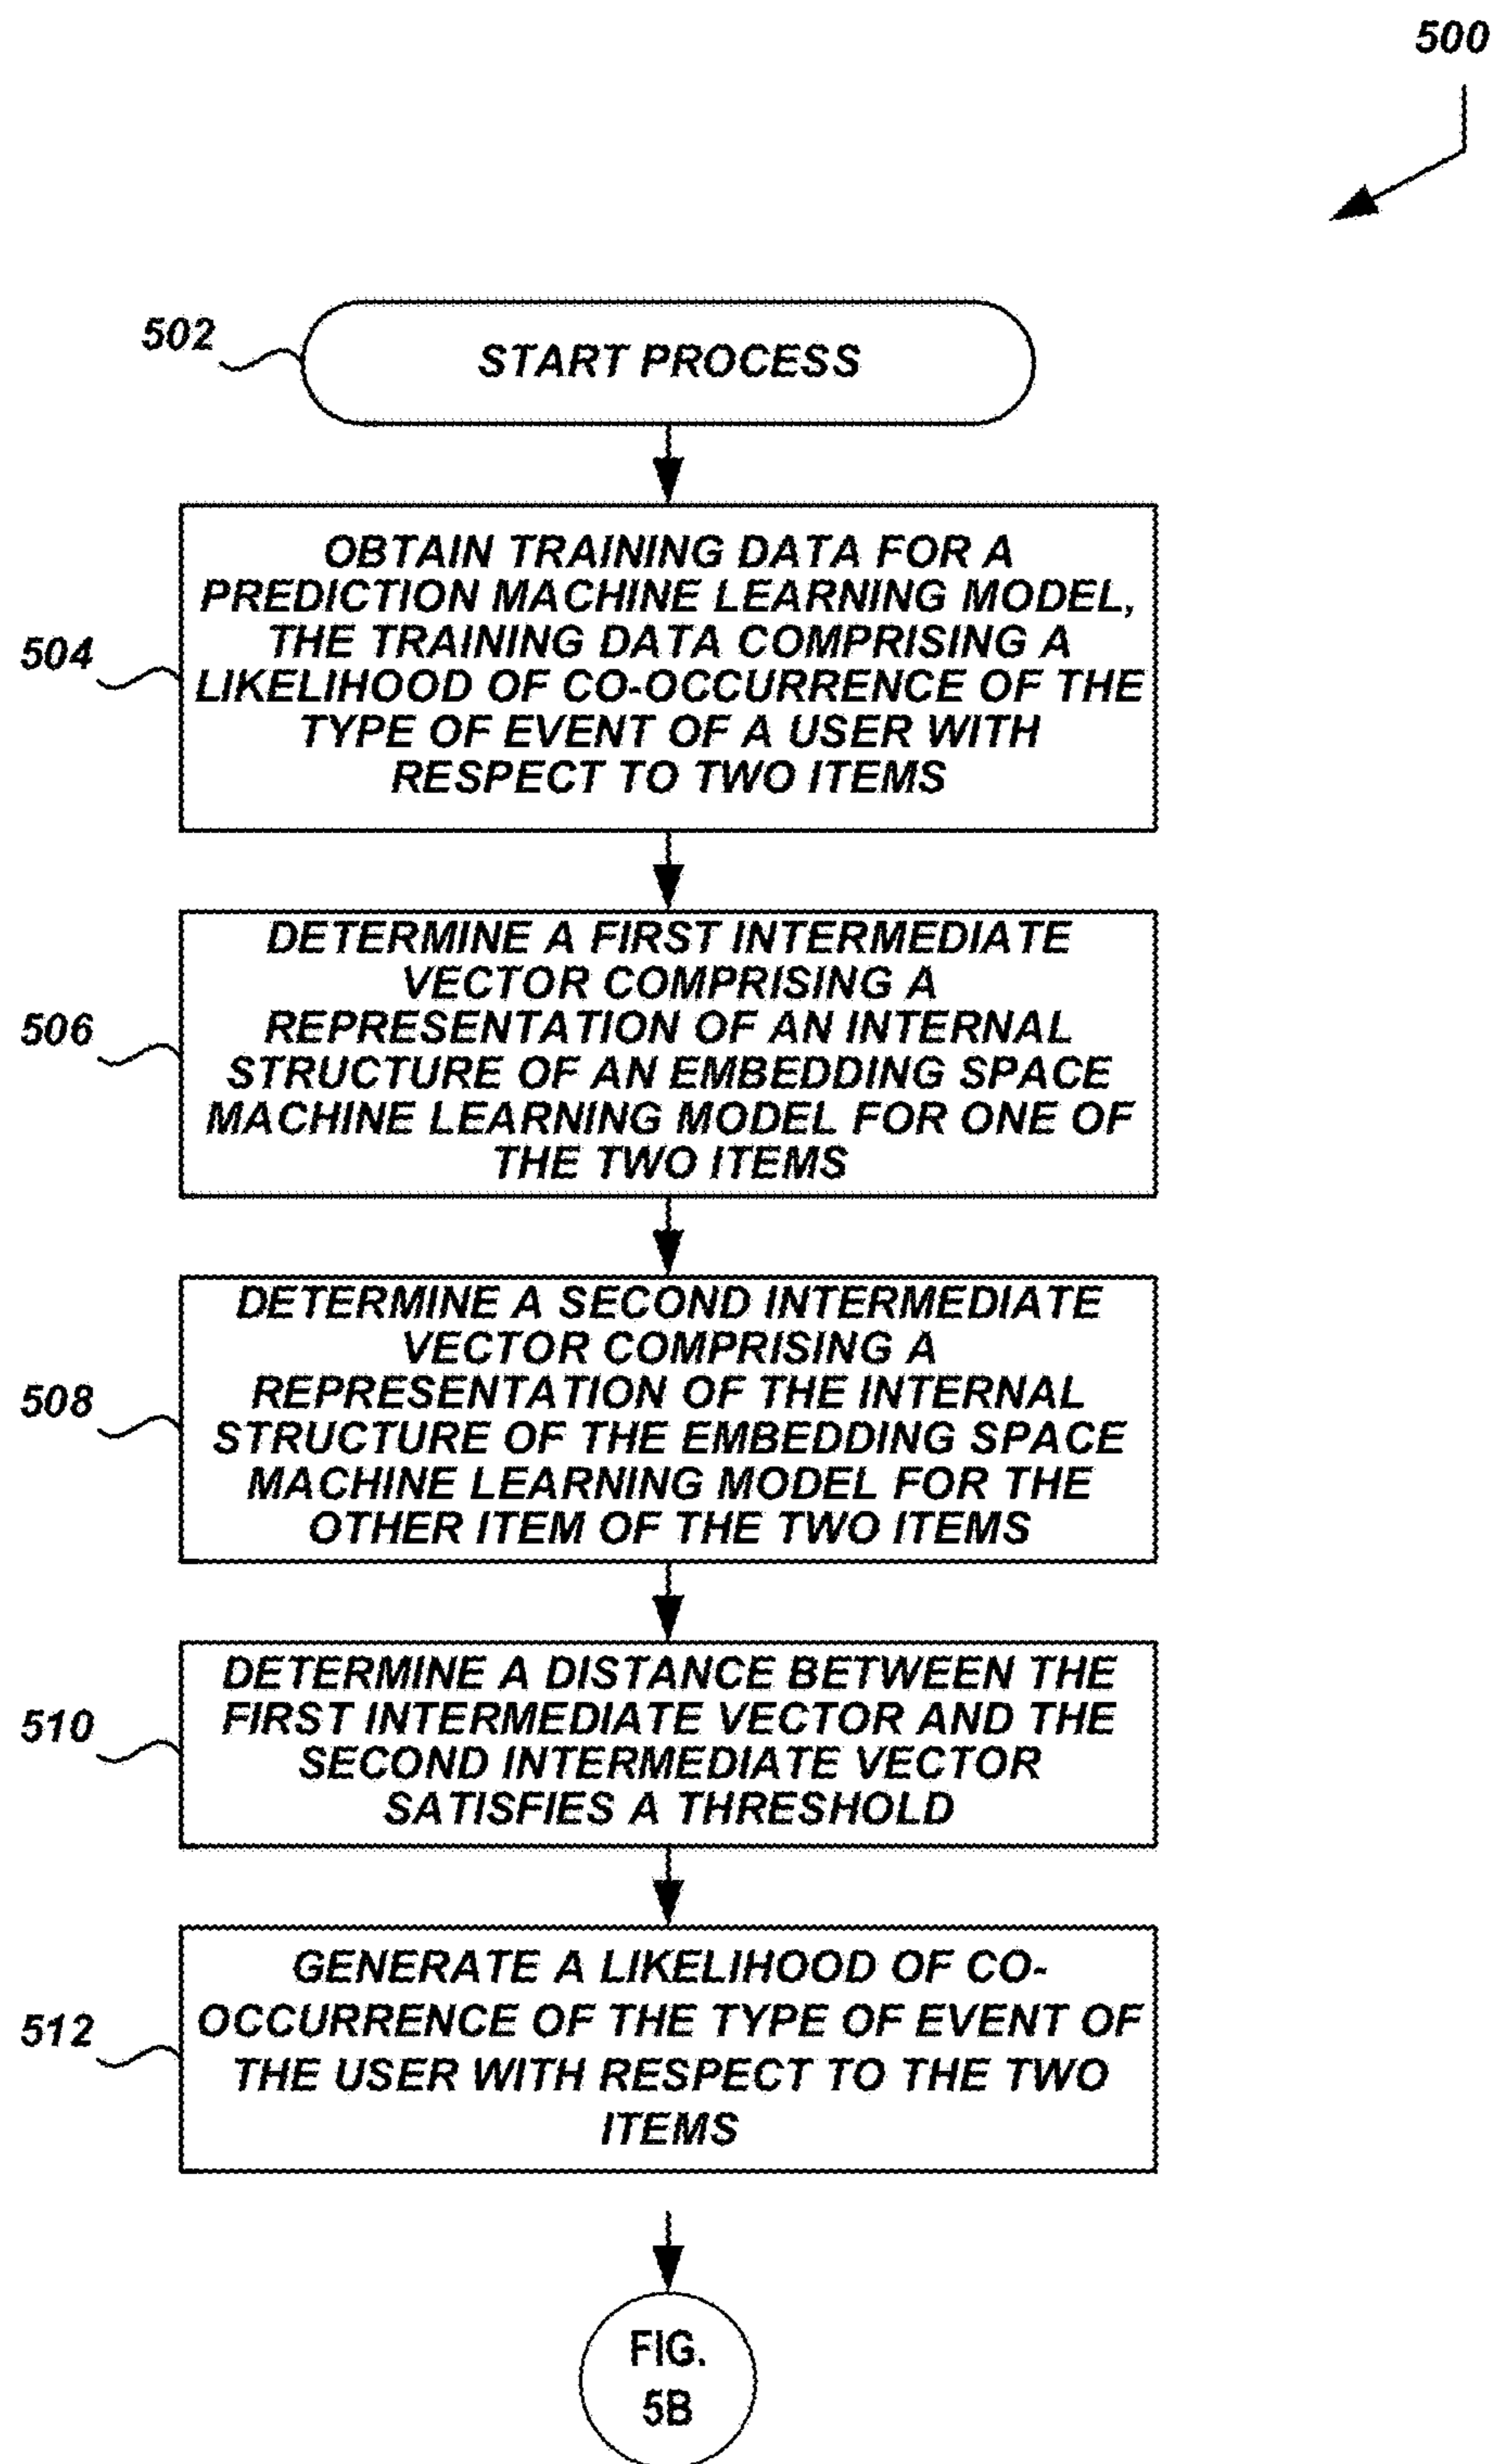 500
502
START PROCESS
504
OBTAIN TRAINING DATA FOR A
PREDICTION MACHINE LEARNING MODEL,
THE TRAINING DATA COMPRISING A
LIKELIHOOD OF CO-OCCURRENCE OF THE
TYPE OF EVENT OF A USER WITH
RESPECT TO TWO ITEMS
506
DETERMINE A FIRST INTERMEDIATE
VECTOR COMPRISING A
REPRESENTATION OF AN INTERNAL
STRUCTURE OF AN EMBEDDING SPACE
MACHINE LEARNING MODEL FOR ONE OF
THE TWO ITEMS
508
DETERMINE A SECOND INTERMEDIATE
VECTOR COMPRISING A
REPRESENTATION OF THE INTERNAL
STRUCTURE OF THE EMBEDDING SPACE
MACHINE LEARNING MODEL FOR THE
OTHER ITEM OF THE TWO ITEMS
510
DETERMINE A DISTANCE BETWEEN THE
FIRST INTERMEDIATE VECTOR AND THE
SECOND INTERMEDIATE VECTOR
SATISFIES A THRESHOLD
512
GENERATE A LIKELIHOOD OF CO-
OCCURRENCE OF THE TYPE OF EVENT OF
THE USER WITH RESPECT TO THE TWO
ITEMS
FIG.
5B